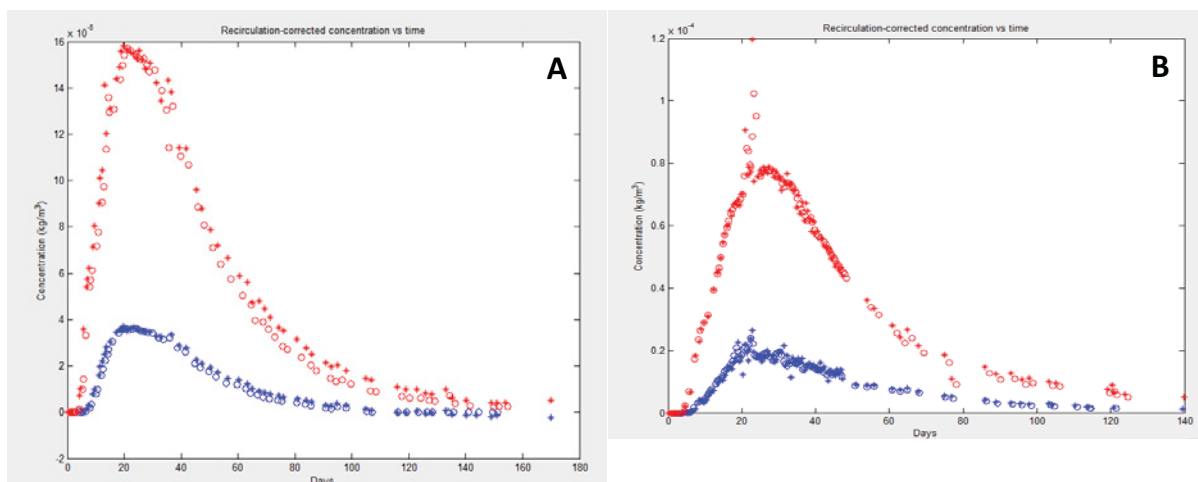 Recirculation-corrected concentration vs time
× 10⁻⁵
A
Concentration (kg/m³)
16
14
12
10
8
6
4
2
0
-2
0 20 40 60 80 100 120 140 160 180
Days
Recirculation-corrected concentration vs time
× 10⁻⁴
B
Concentration (kg/m³)
1.2
1
0.8
0.6
0.4
0.2
0
0 20 40 60 80 100 120 140
Days